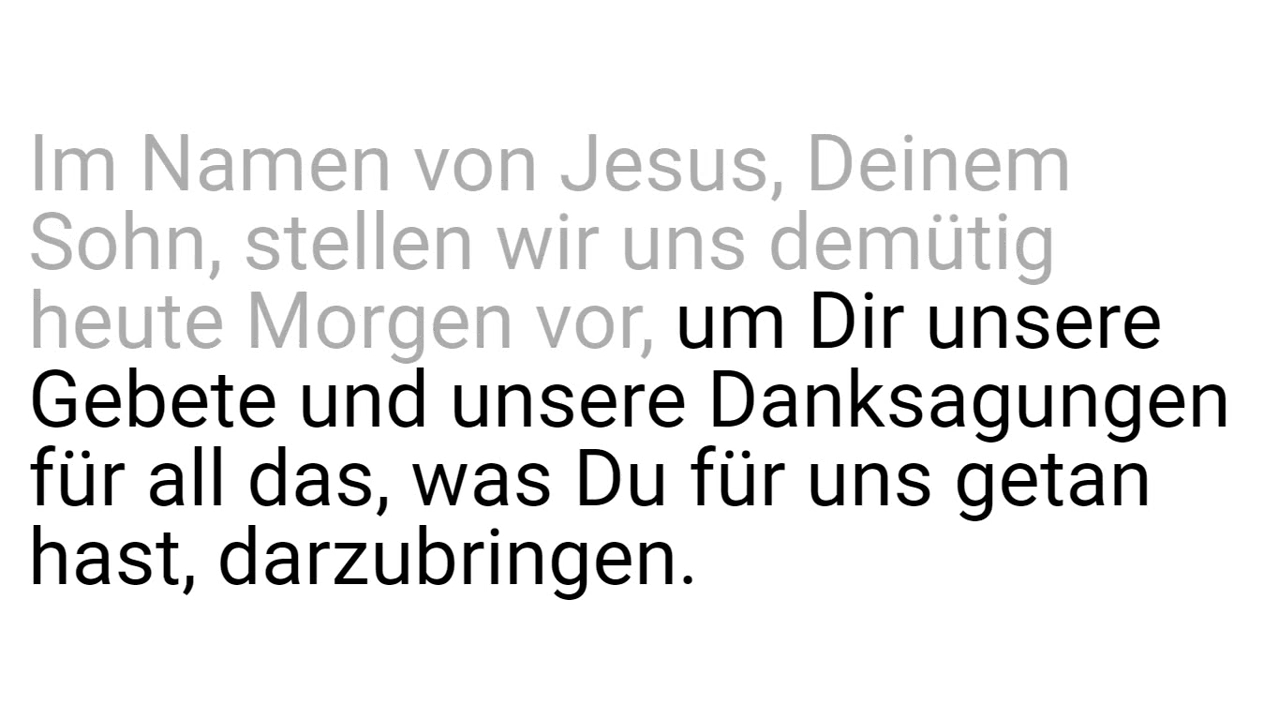 Im Namen von Jesus, Deinem
Sohn, stellen wir uns demütig
heute Morgen vor, um Dir unsere
Gebete und unsere Danksagungen
für all das, was Du für uns getan
hast, darzubringen.